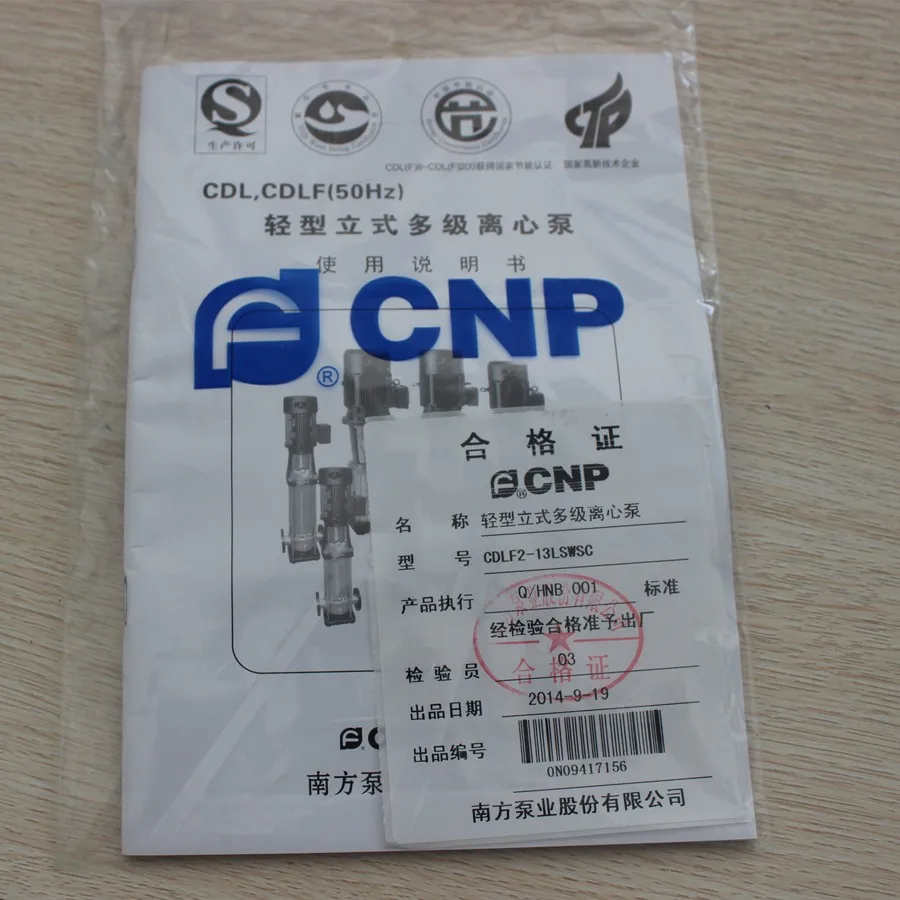 生产许可
CDL(F)2-CDL(F)200获得国家节能认证
国家高新技术企业
CDL,CDLF(50Hz)
轻型立式多级离心泵
使用说明书
CNP
®
合格证
®CNP
名称 轻型立式多级离心泵
型号 CDLF2-13LSWSC
产品执行 Q/HNB 001 标准
经检验合格准予出厂
合格证
检验员 03
出品日期 2014-9-19
出品编号
0N09417156
南方泵业股份有限公司
南方泵